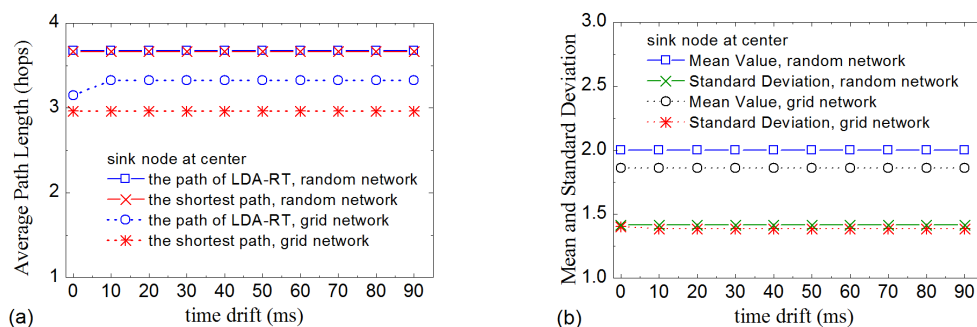 4
3
2
1
Average Path Length (hops)
sink node at center
the path of LDA-RT, random network
the shortest path, random network
the path of LDA-RT, grid network
the shortest path, grid network
0 10 20 30 40 50 60 70 80 90
time drift (ms)
(a)
3.0
2.5
2.0
1.5
1.0
Mean and Standard Deviation
sink node at center
Mean Value, random network
Standard Deviation, random network
Mean Value, grid network
Standard Deviation, grid network
0 10 20 30 40 50 60 70 80 90
time drift (ms)
(b)